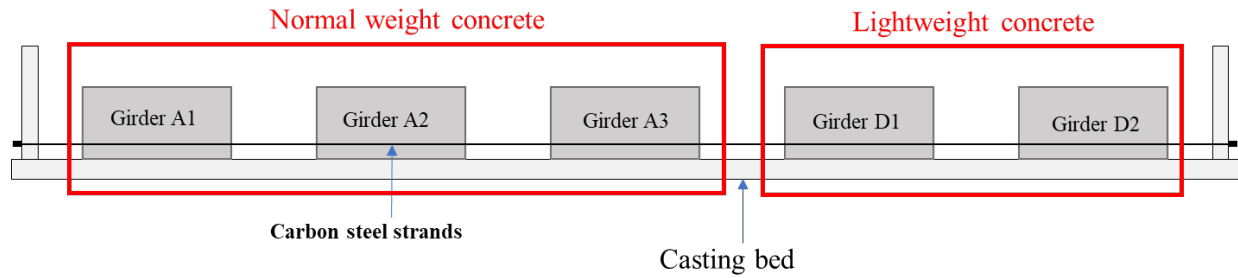 Normal weight concrete
Lightweight concrete
Girder A1
Girder A2
Girder A3
Girder D1
Girder D2
Carbon steel strands
Casting bed